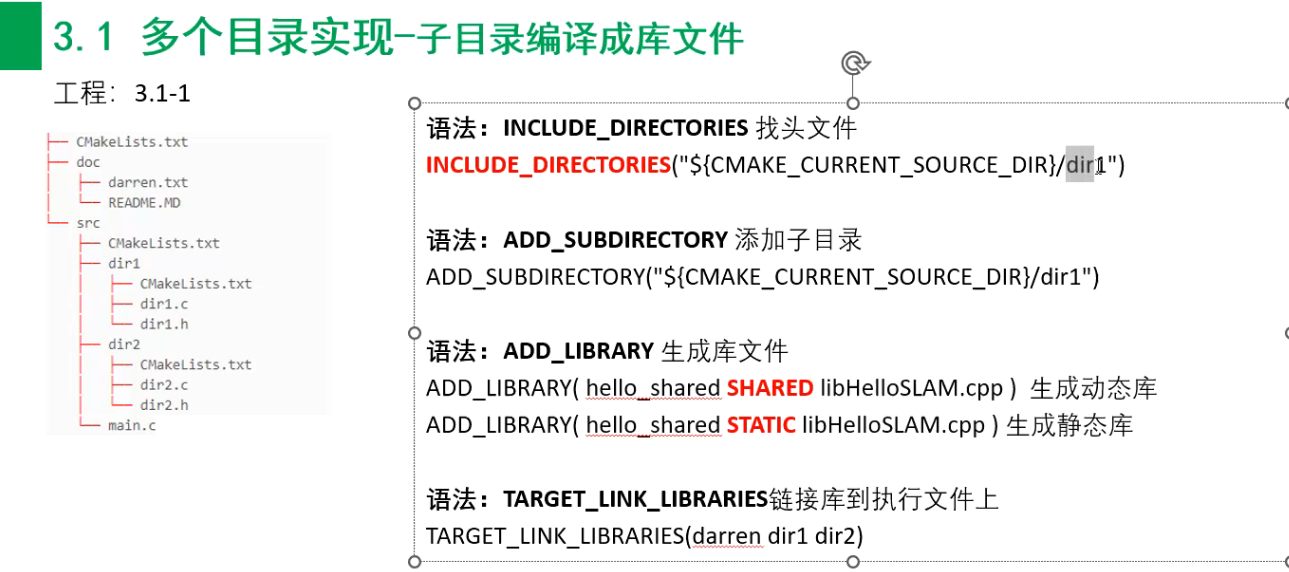 3.1 多个目录实现-子目录编译成库文件
工程： 3.1-1
CMakeLists.txt
doc
darren.txt
README.MD
src
CMakeLists.txt
dir1
CMakeLists.txt
dir1.c
dir1.h
dir2
CMakeLists.txt
dir2.c
dir2.h
main.c
语法：INCLUDE_DIRECTORIES 找头文件
INCLUDE_DIRECTORIES("${CMAKE_CURRENT_SOURCE_DIR}/dir1")
语法：ADD_SUBDIRECTORY 添加子目录
ADD_SUBDIRECTORY("${CMAKE_CURRENT_SOURCE_DIR}/dir1")
语法：ADD_LIBRARY 生成库文件
ADD_LIBRARY( hello_shared SHARED libHelloSLAM.cpp ) 生成动态库
ADD_LIBRARY( hello_shared STATIC libHelloSLAM.cpp ) 生成静态库
语法：TARGET_LINK_LIBRARIES链接库到执行文件上
TARGET_LINK_LIBRARIES(darren dir1 dir2)